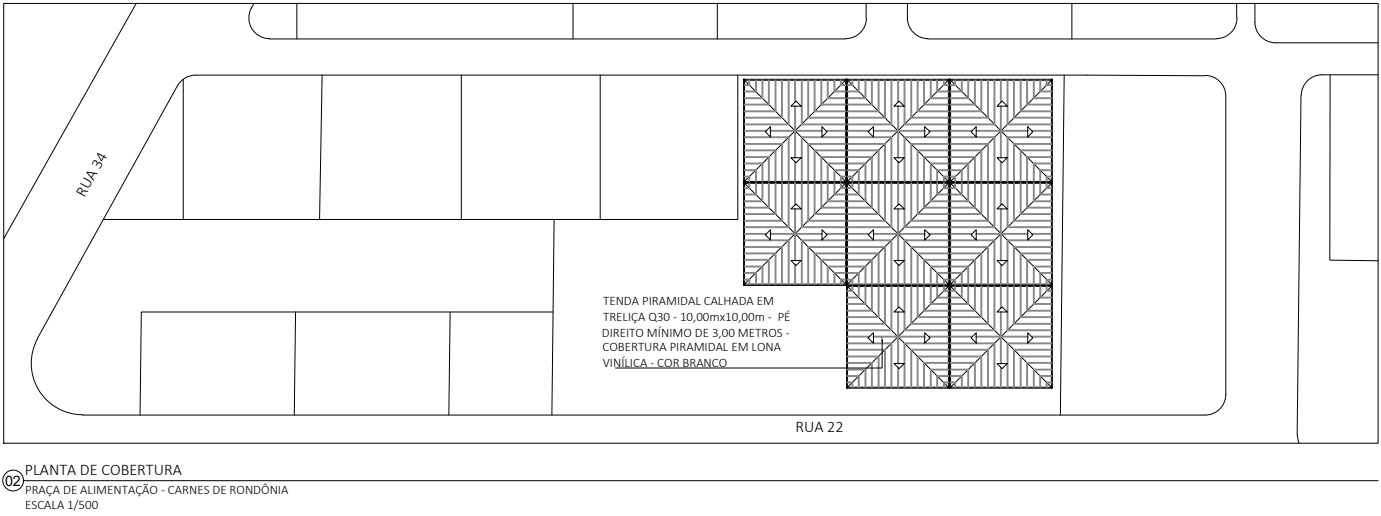 RUA 34
TENDA PIRAMIDAL CALHADA EM
TRELIÇA Q30 - 10,00mx10,00m - PÉ
DIREITO MÍNIMO DE 3,00 METROS -
COBERTURA PIRAMIDAL EM LONA
VINÍLICA - COR BRANCO
RUA 22
02
PLANTA DE COBERTURA
PRAÇA DE ALIMENTAÇÃO - CARNES DE RONDÔNIA
ESCALA 1/500